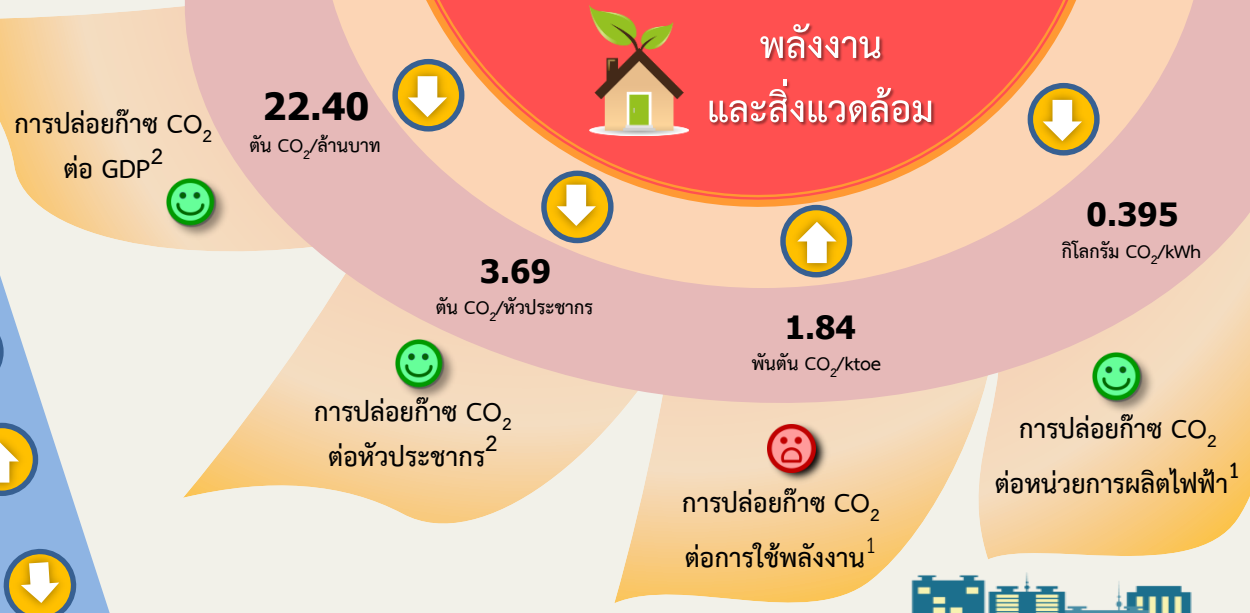 พลังงาน
และสิ่งแวดล้อม
การปล่อยก๊าซ CO₂
ต่อ GDP²
22.40
ตัน CO₂/ล้านบาท
3.69
ตัน CO₂/หัวประชากร
การปล่อยก๊าซ CO₂
ต่อหัวประชากร²
1.84
พันตัน CO₂/ktoe
การปล่อยก๊าซ CO₂
ต่อการใช้พลังงาน¹
0.395
กิโลกรัม CO₂/kWh
การปล่อยก๊าซ CO₂
ต่อหน่วยการผลิตไฟฟ้า¹